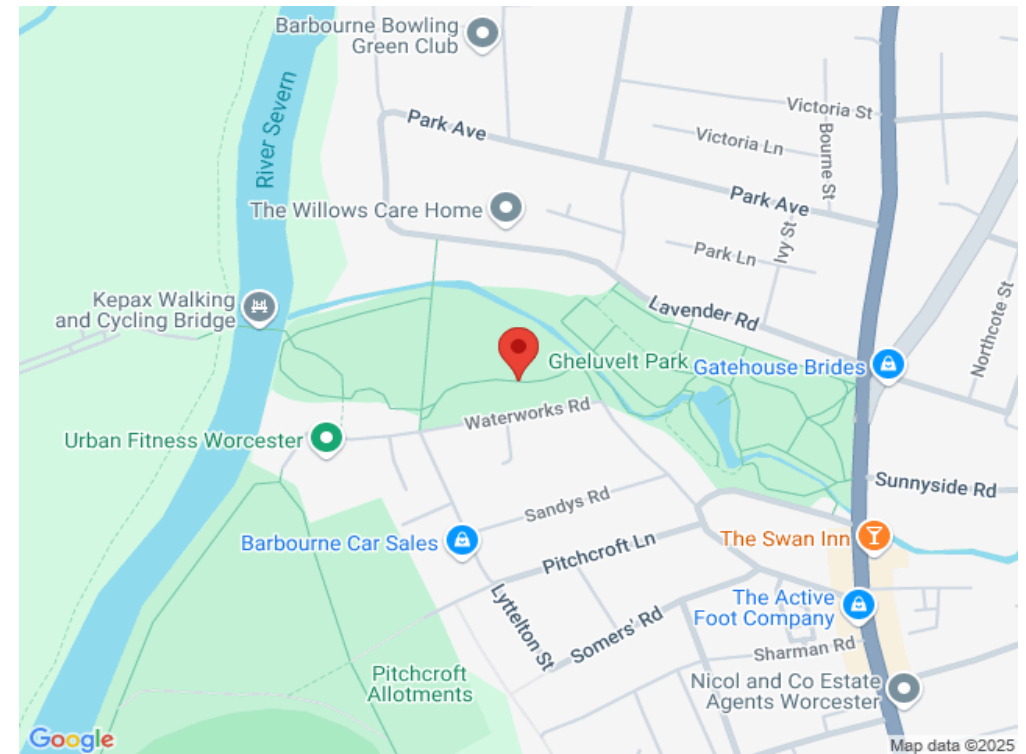 Barbourne Bowling
Green Club
River Severn
Park Ave
Victoria St
Victoria Ln
Bourne St
The Willows Care Home
Park Ave
Ivy St
Park Ln
Kepax Walking
and Cycling Bridge
Lavender Rd
Northcote St
Gheluvelt Park
Gatehouse Brides
Waterworks Rd
Urban Fitness Worcester
Sunnyside Rd
Sandys Rd
Barbourne Car Sales
The Swan Inn
Pitchcroft Ln
The Active
Foot Company
Lyttelton St
Somers' Rd
Sharman Rd
Pitchcroft
Allotments
Nicol and Co Estate
Agents Worcester
Google
Map data ©2025